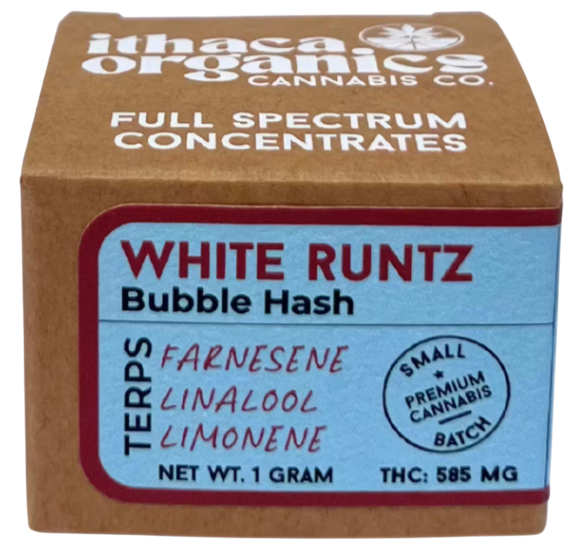 ithaca
organics
CANNABIS CO.
FULL SPECTRUM
CONCENTRATES
WHITE RUNTZ
Bubble Hash
TERPS
FARNESENE
LINALOOL
LIMONENE
SMALL
PREMIUM
CANNABIS
BATCH
NET WT. 1 GRAM
THC: 585 MG